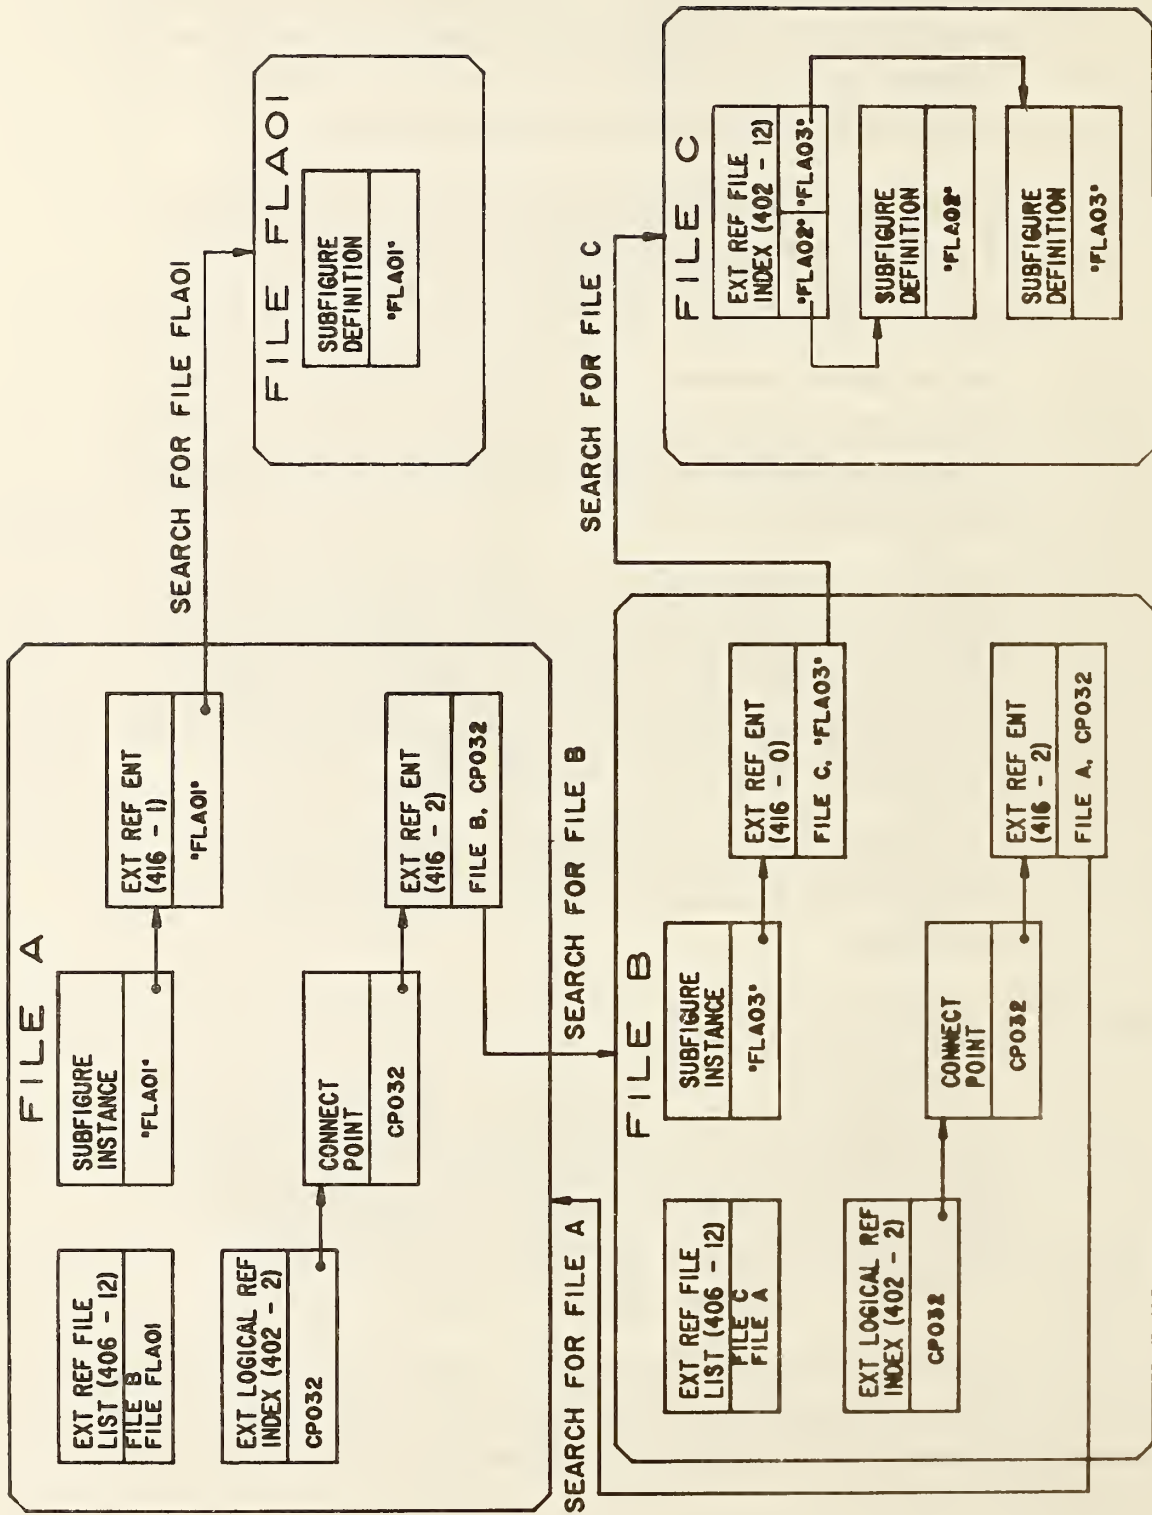 FILE A
EXT REF FILE
LIST (406 - 12)
FILE B
FILE FLA01
SUBFIGURE
INSTANCE
"FLA01"
EXT REF ENT
(416 - 1)
"FLA01"
EXT LOGICAL REF
INDEX (402 - 2)
CP032
CONNECT
POINT
CP032
EXT REF ENT
(416 - 2)
FILE B, CP032
SEARCH FOR FILE FLA01
FILE FLA01
SUBFIGURE
DEFINITION
"FLA01"
SEARCH FOR FILE A
SEARCH FOR FILE B
SEARCH FOR FILE C
FILE B
EXT REF FILE
LIST (406 - 12)
FILE C
FILE A
SUBFIGURE
INSTANCE
"FLA03"
EXT REF ENT
(416 - 0)
FILE C, "FLA03"
EXT LOGICAL REF
INDEX (402 - 2)
CP032
CONNECT
POINT
CP032
EXT REF ENT
(416 - 2)
FILE A, CP032
FILE C
EXT REF FILE
INDEX (402 - 12)
"FLA02" "FLA03"
SUBFIGURE
DEFINITION
"FLA02"
SUBFIGURE
DEFINITION
"FLA03"